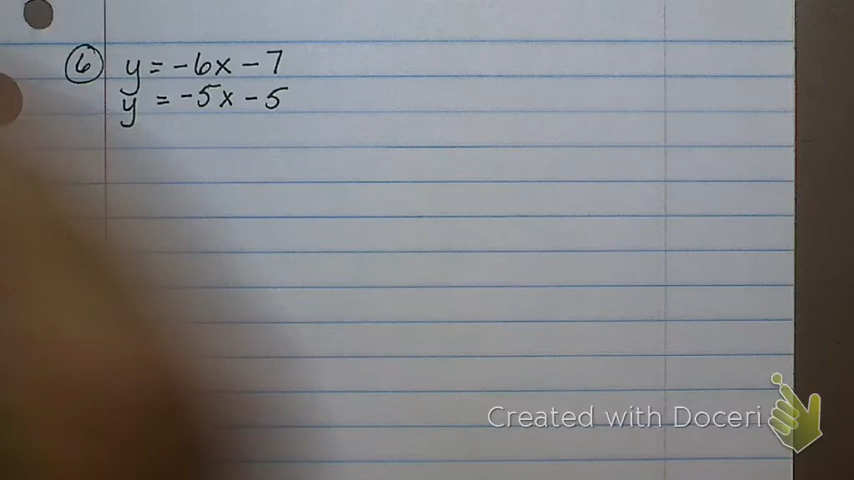 6 y = -6x - 7
y = -5x - 5
Created with Doceri